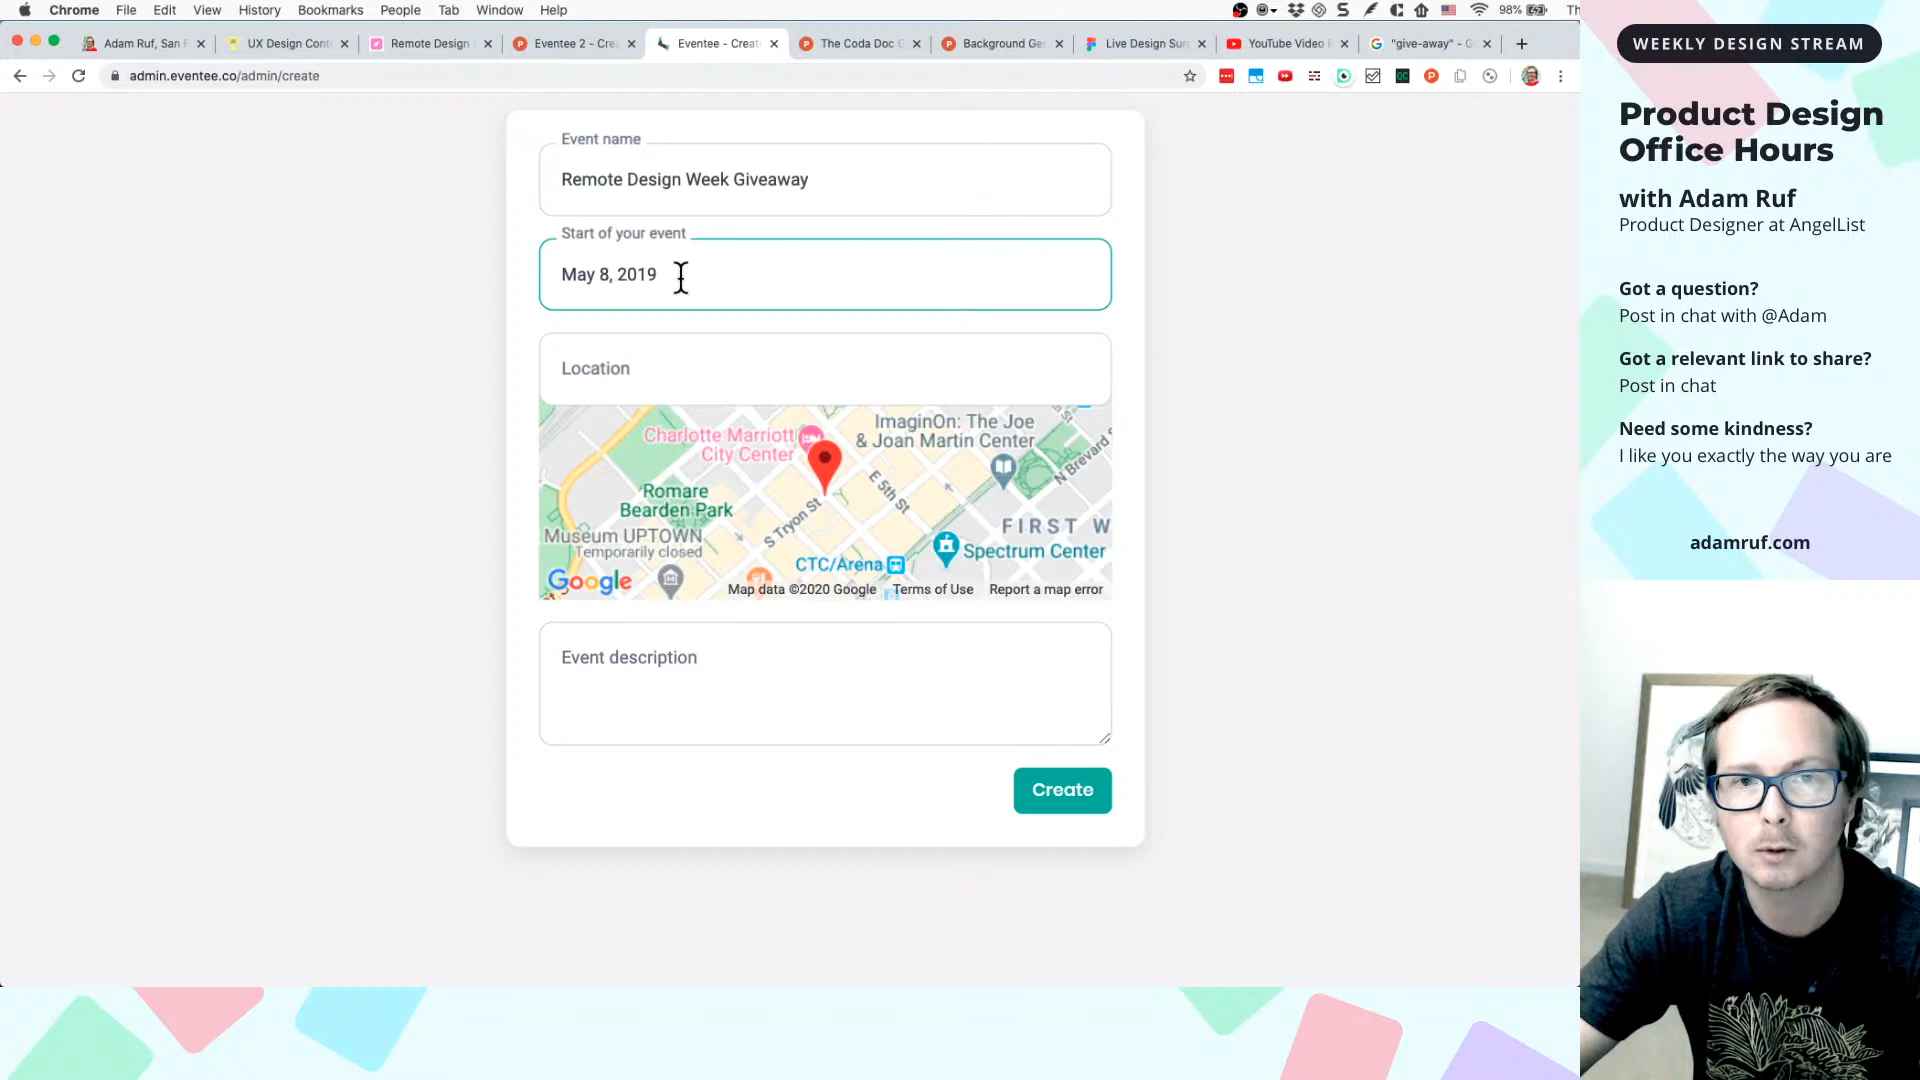 Chrome File Edit View History Bookmarks People Tab Window Help
98%
Th
Adam Ruf, San F
UX Design Cont
Remote Design
Eventee 2 - Crea
Eventee - Create
The Coda Doc G
Background Ge
Live Design Sur
YouTube Video
"give-away" - G
admin.eventee.co/admin/create
Event name
Remote Design Week Giveaway
Start of your event
May 8, 2019
Location
Charlotte Marriott
City Center
ImaginOn: The Joe
& Joan Martin Center
N Brevard S
Romare
Bearden Park
E 5th St
S Tryon St
Museum UPTOWN
Temporarily closed
FIRST W
Spectrum Center
CTC/Arena
Google
Map data ©2020 Google
Terms of Use
Report a map error
Event description
Create
WEEKLY DESIGN STREAM
Product Design
Office Hours
with Adam Ruf
Product Designer at AngelList
Got a question?
Post in chat with @Adam
Got a relevant link to share?
Post in chat
Need some kindness?
I like you exactly the way you are
adamruf.com